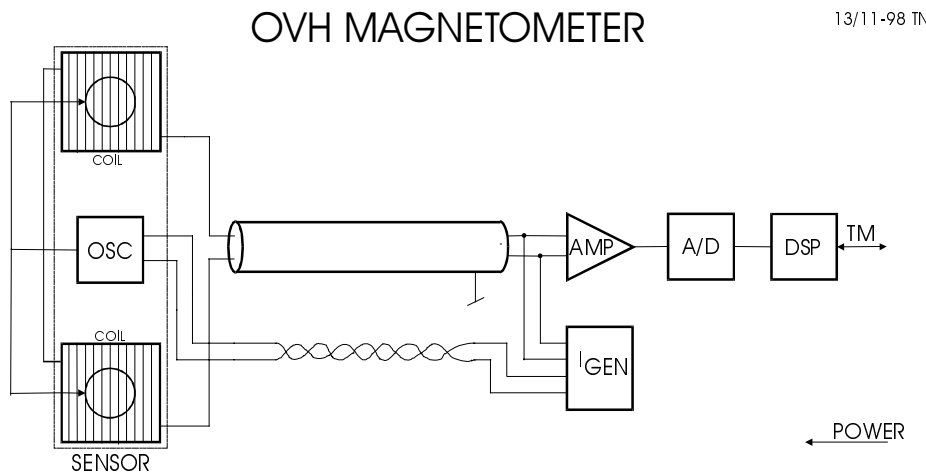 OVH MAGNETOMETER
13/11-98 TN
COIL
OSC
AMP
A/D
DSP
TM
COIL
IGEN
POWER
SENSOR